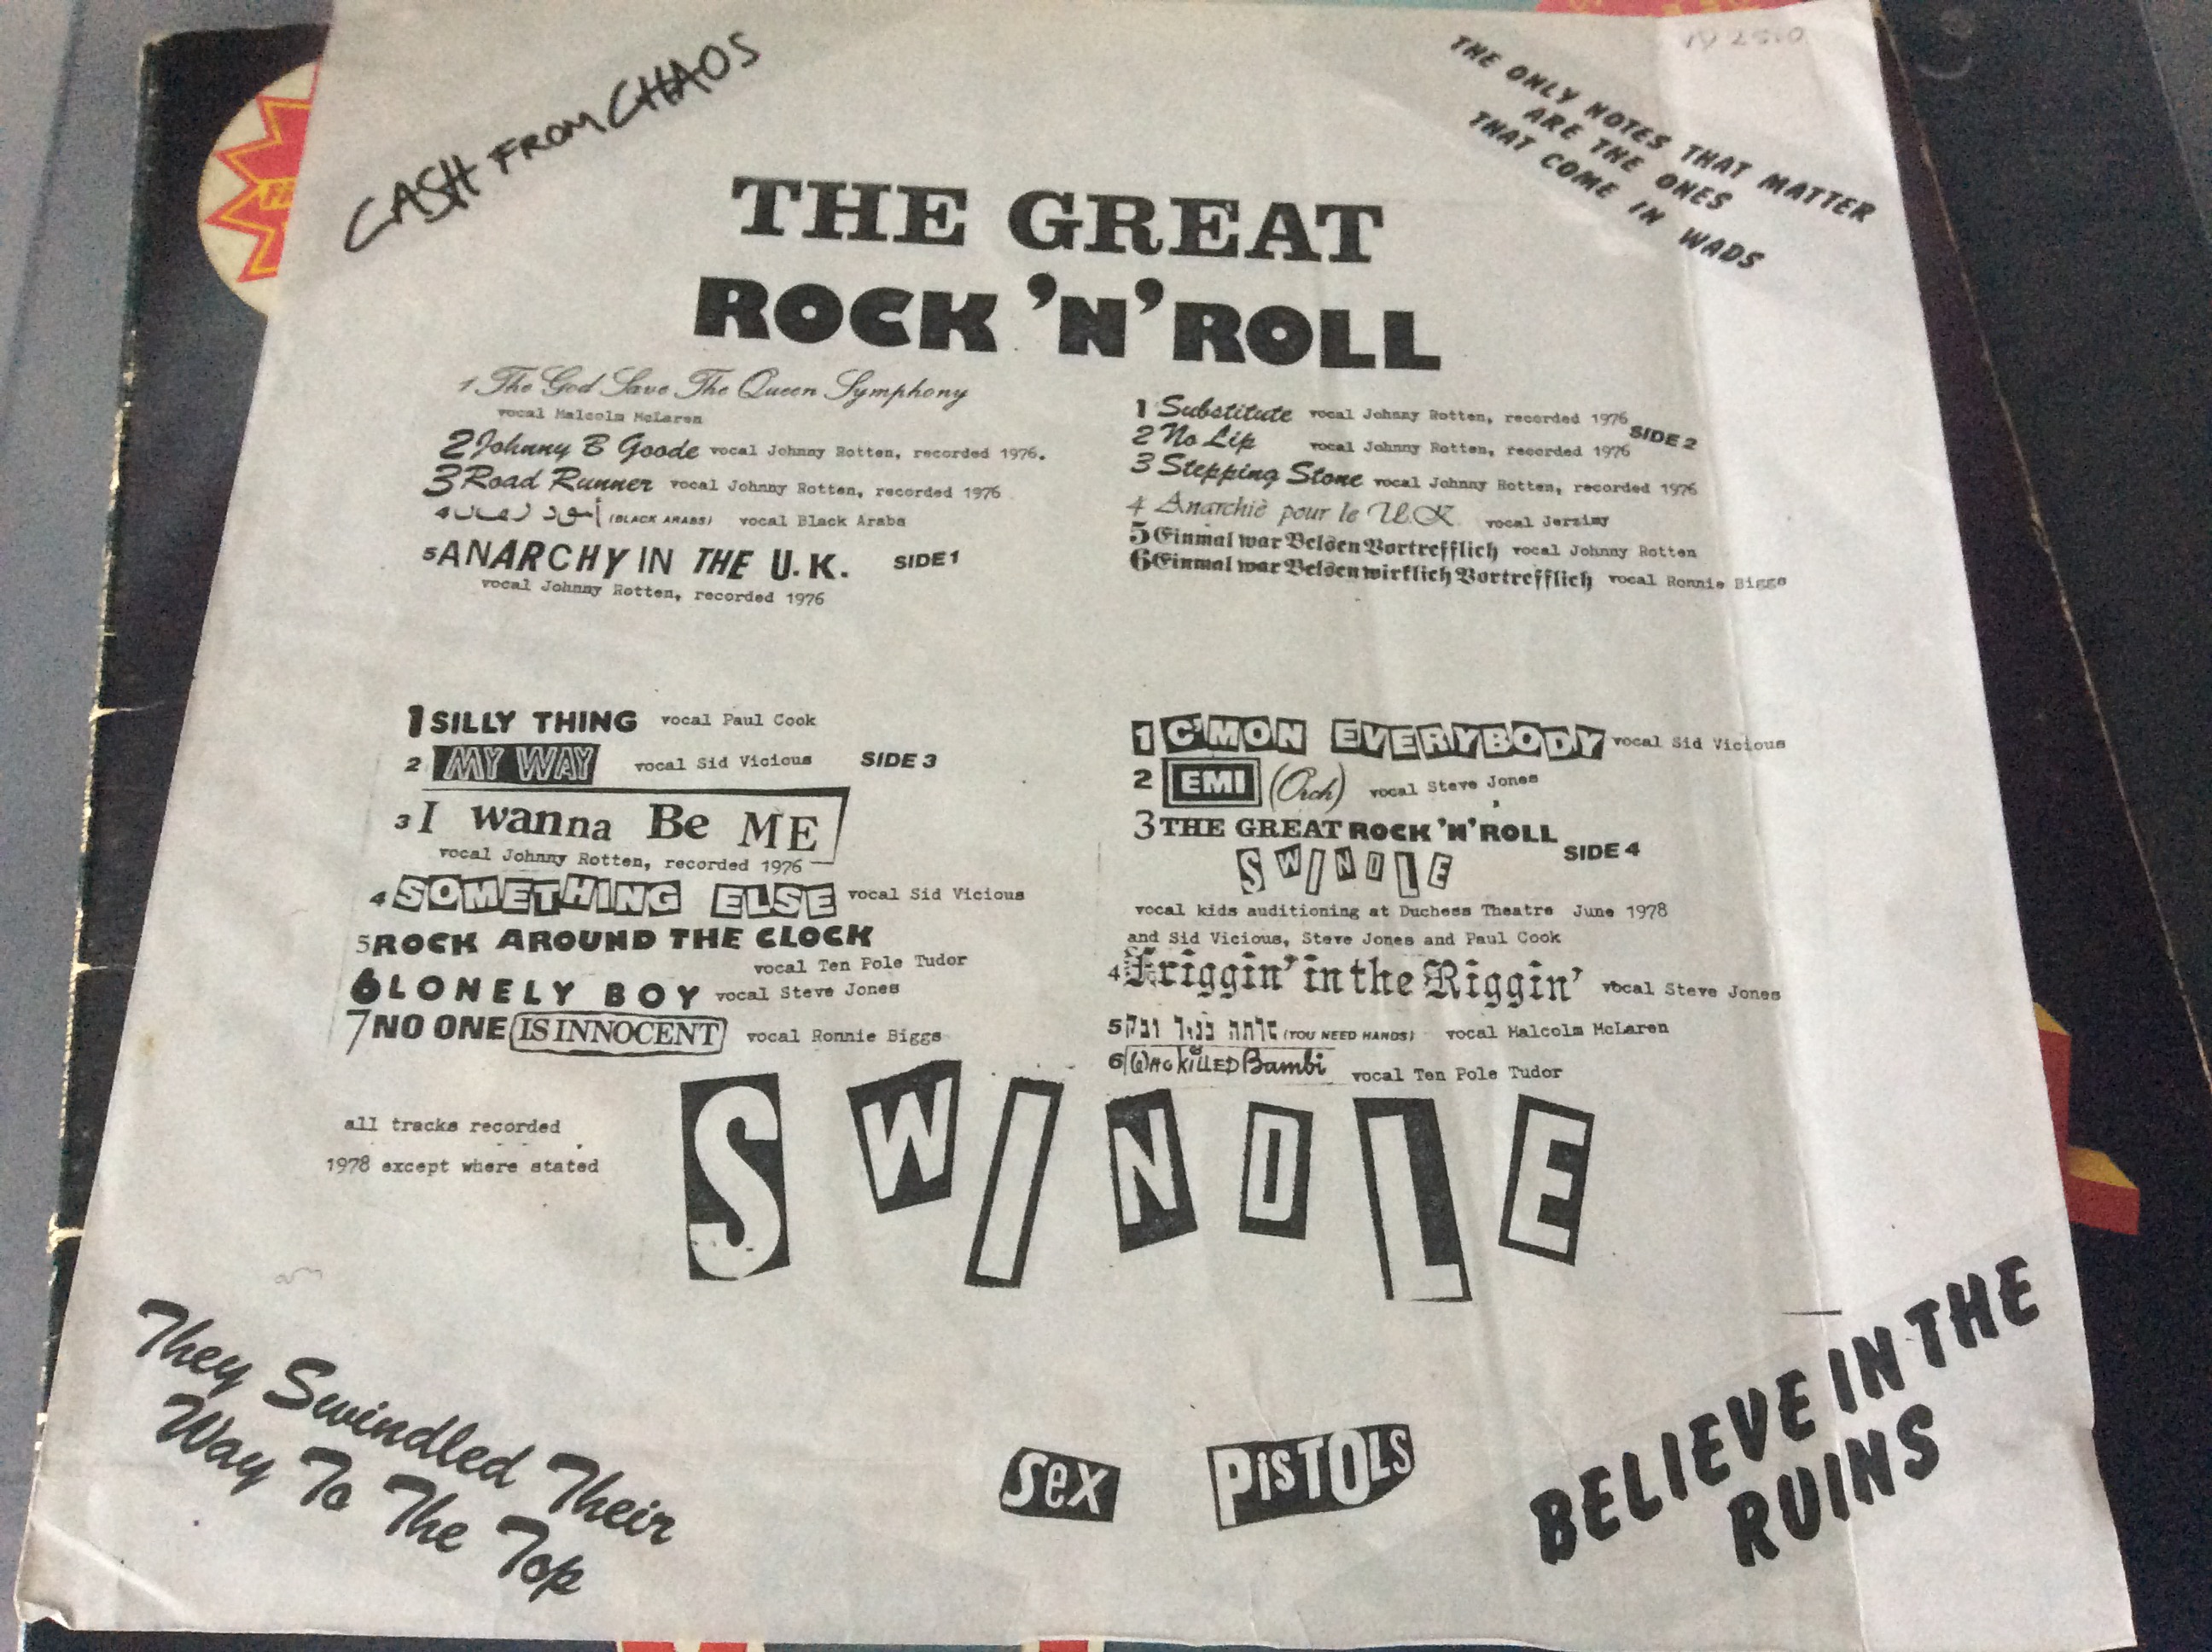 CASH FROM CHAOS
THE ONLY NOTES THAT MATTER
ARE THE ONES
THAT COME IN WADS
THE GREAT
ROCK 'N' ROLL
1 The God Save The Queen Symphony
vocal Malcolm McLaren
2 Johnny B Goode vocal Johnny Rotten, recorded 1976.
3 Road Runner vocal Johnny Rotten, recorded 1976
4 (BLACK ARABS) vocal Black Arabs
5 ANARCHY IN THE U.K. SIDE 1
vocal Johnny Rotten, recorded 1976
1 Substitute vocal Johnny Rotten, recorded 1976
SIDE 2
2 No Lip vocal Johnny Rotten, recorded 1976
3 Stepping Stone vocal Johnny Rotten, recorded 1976
4 Anarchie pour le U.K. vocal Jerzimy
5 Einmal war Belsen Vortrefflich vocal Johnny Rotten
6 Einmal war Belsen wirflich Vortrefflich vocal Ronnie Biggs
1 SILLY THING vocal Paul Cook
2 MY WAY vocal Sid Vicious SIDE 3
3 I wanna Be ME
vocal Johnny Rotten, recorded 1976
4 SOMETHING ELSE vocal Sid Vicious
5 ROCK AROUND THE CLOCK
vocal Ten Pole Tudor
6 LONELY BOY vocal Steve Jones
7 NO ONE IS INNOCENT vocal Ronnie Biggs
1 C'MON EVERYBODY vocal Sid Vicious
2 EMI (Orch) vocal Steve Jones
3 THE GREAT ROCK 'N' ROLL
SIDE 4
SWINDLE
vocal kids auditioning at Duchess Theatre June 1978
and Sid Vicious, Steve Jones and Paul Cook
4 Friggin' in the Riggin' vocal Steve Jones
5 (YOU NEED HANDS) vocal Malcolm McLaren
6 Who KILLED Bambi vocal Ten Pole Tudor
all tracks recorded
1978 except where stated
SWINDLE
They Swindled Their
Way To The Top
Sex PiSTOLS
BELIEVE IN THE
RUINS